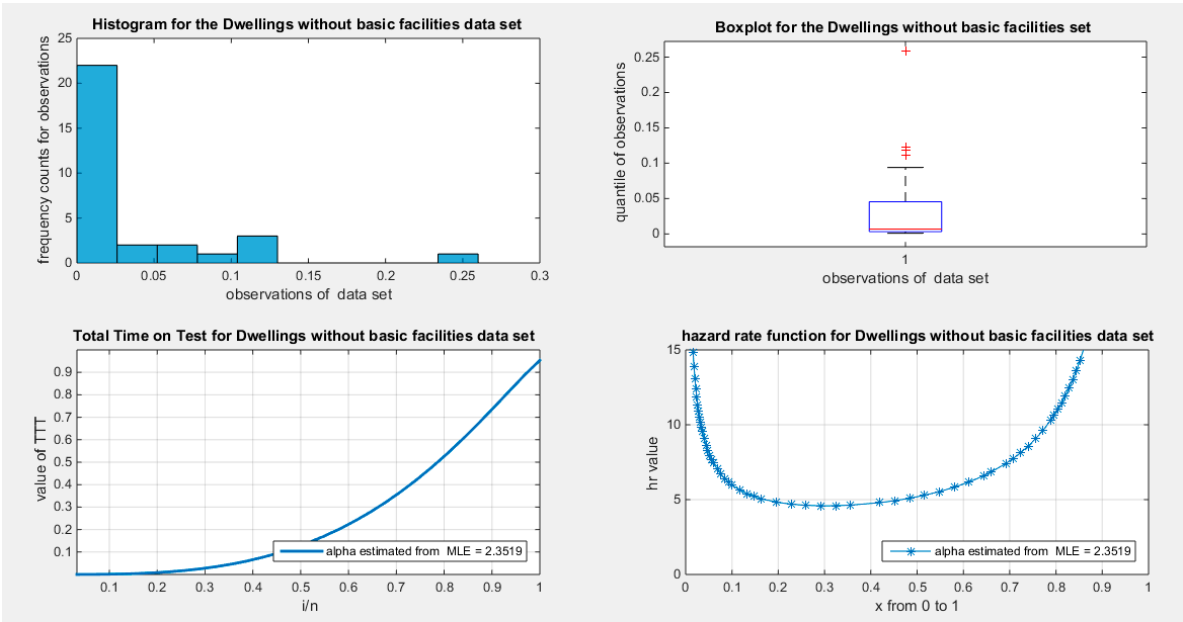 Histogram for the Dwellings without basic facilities data set
frequency counts for observations
25
20
15
10
5
0
0 0.05 0.1 0.15 0.2 0.25 0.3
observations of data set
Boxplot for the Dwellings without basic facilities set
quantile of observations
0.25
0.2
0.15
0.1
0.05
0
1
observations of data set
Total Time on Test for Dwellings without basic facilities data set
value of TTT
0.9
0.8
0.7
0.6
0.5
0.4
0.3
0.2
0.1
alpha estimated from MLE = 2.3519
0.1 0.2 0.3 0.4 0.5 0.6 0.7 0.8 0.9 1
i/n
hazard rate function for Dwellings without basic facilities data set
hr value
15
10
5
0
alpha estimated from MLE = 2.3519
0 0.1 0.2 0.3 0.4 0.5 0.6 0.7 0.8 0.9 1
x from 0 to 1